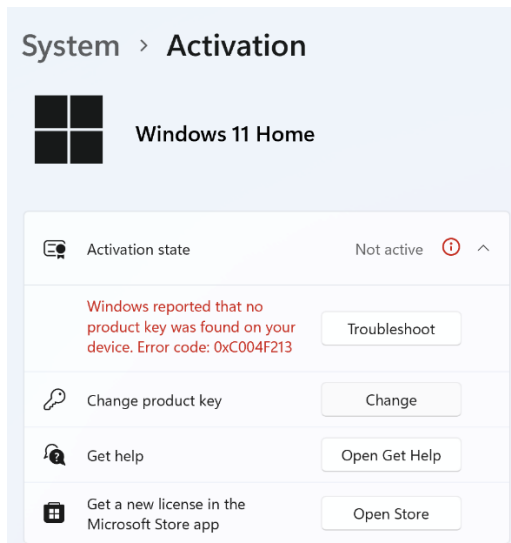 System > Activation
Windows 11 Home
Activation state
Not active
Windows reported that no
product key was found on your
device. Error code: 0xC004F213
Troubleshoot
Change product key
Change
Get help
Open Get Help
Get a new license in the
Microsoft Store app
Open Store